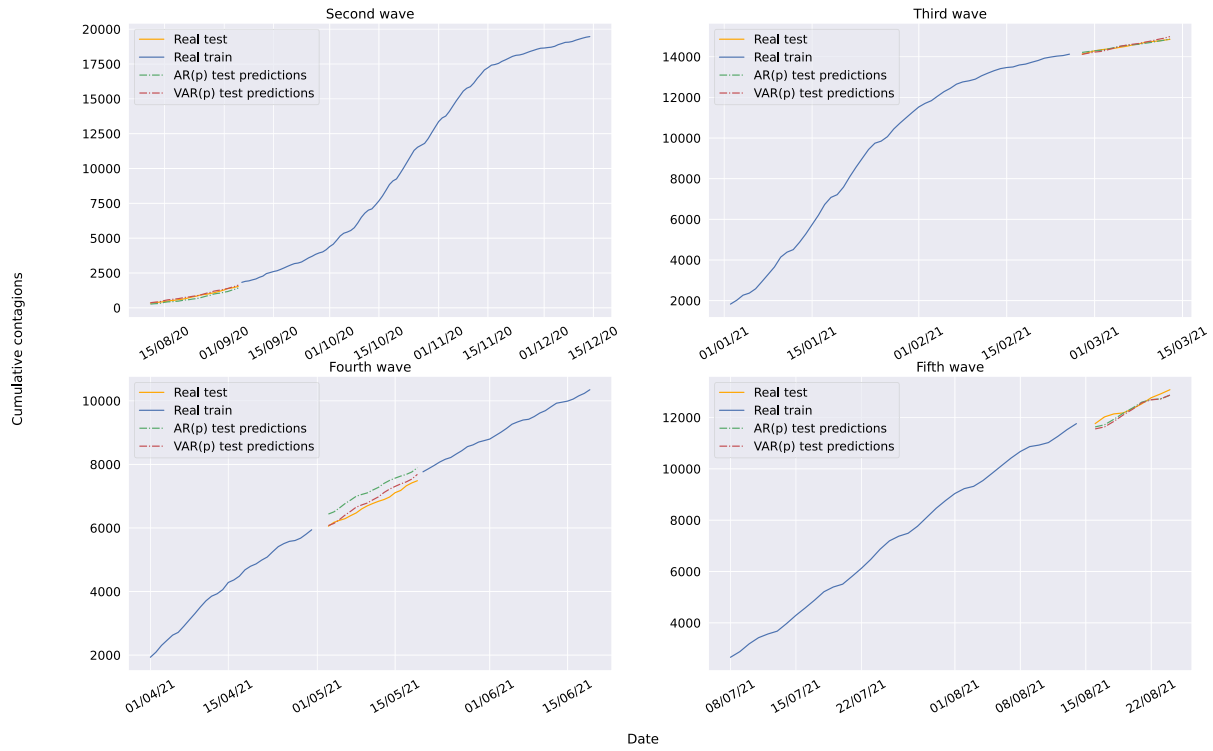 Second wave
20000
17500
15000
12500
10000
7500
5000
2500
0
Real test
Real train
AR(p) test predictions
VAR(p) test predictions
15/08/20
01/09/20
15/09/20
01/10/20
15/10/20
01/11/20
15/11/20
01/12/20
15/12/20
Third wave
14000
12000
10000
8000
6000
4000
2000
Real test
Real train
AR(p) test predictions
VAR(p) test predictions
01/01/21
15/01/21
01/02/21
15/02/21
01/03/21
15/03/21
Cumulative contagions
Fourth wave
10000
8000
6000
4000
2000
Real test
Real train
AR(p) test predictions
VAR(p) test predictions
01/04/21
15/04/21
01/05/21
15/05/21
01/06/21
15/06/21
Fifth wave
12000
10000
8000
6000
4000
Real test
Real train
AR(p) test predictions
VAR(p) test predictions
08/07/21
15/07/21
22/07/21
01/08/21
08/08/21
15/08/21
22/08/21
Date